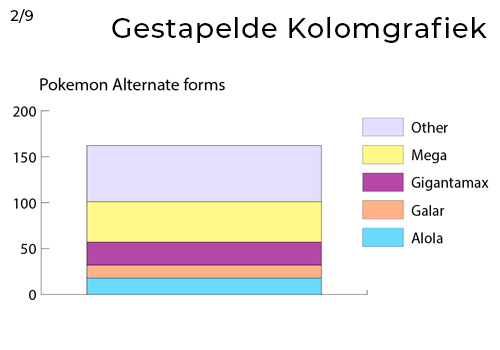 2/9
Gestapelde Kolomgrafiek
Pokemon Alternate forms
200
150
100
50
0
Other
Mega
Gigantamax
Galar
Alola